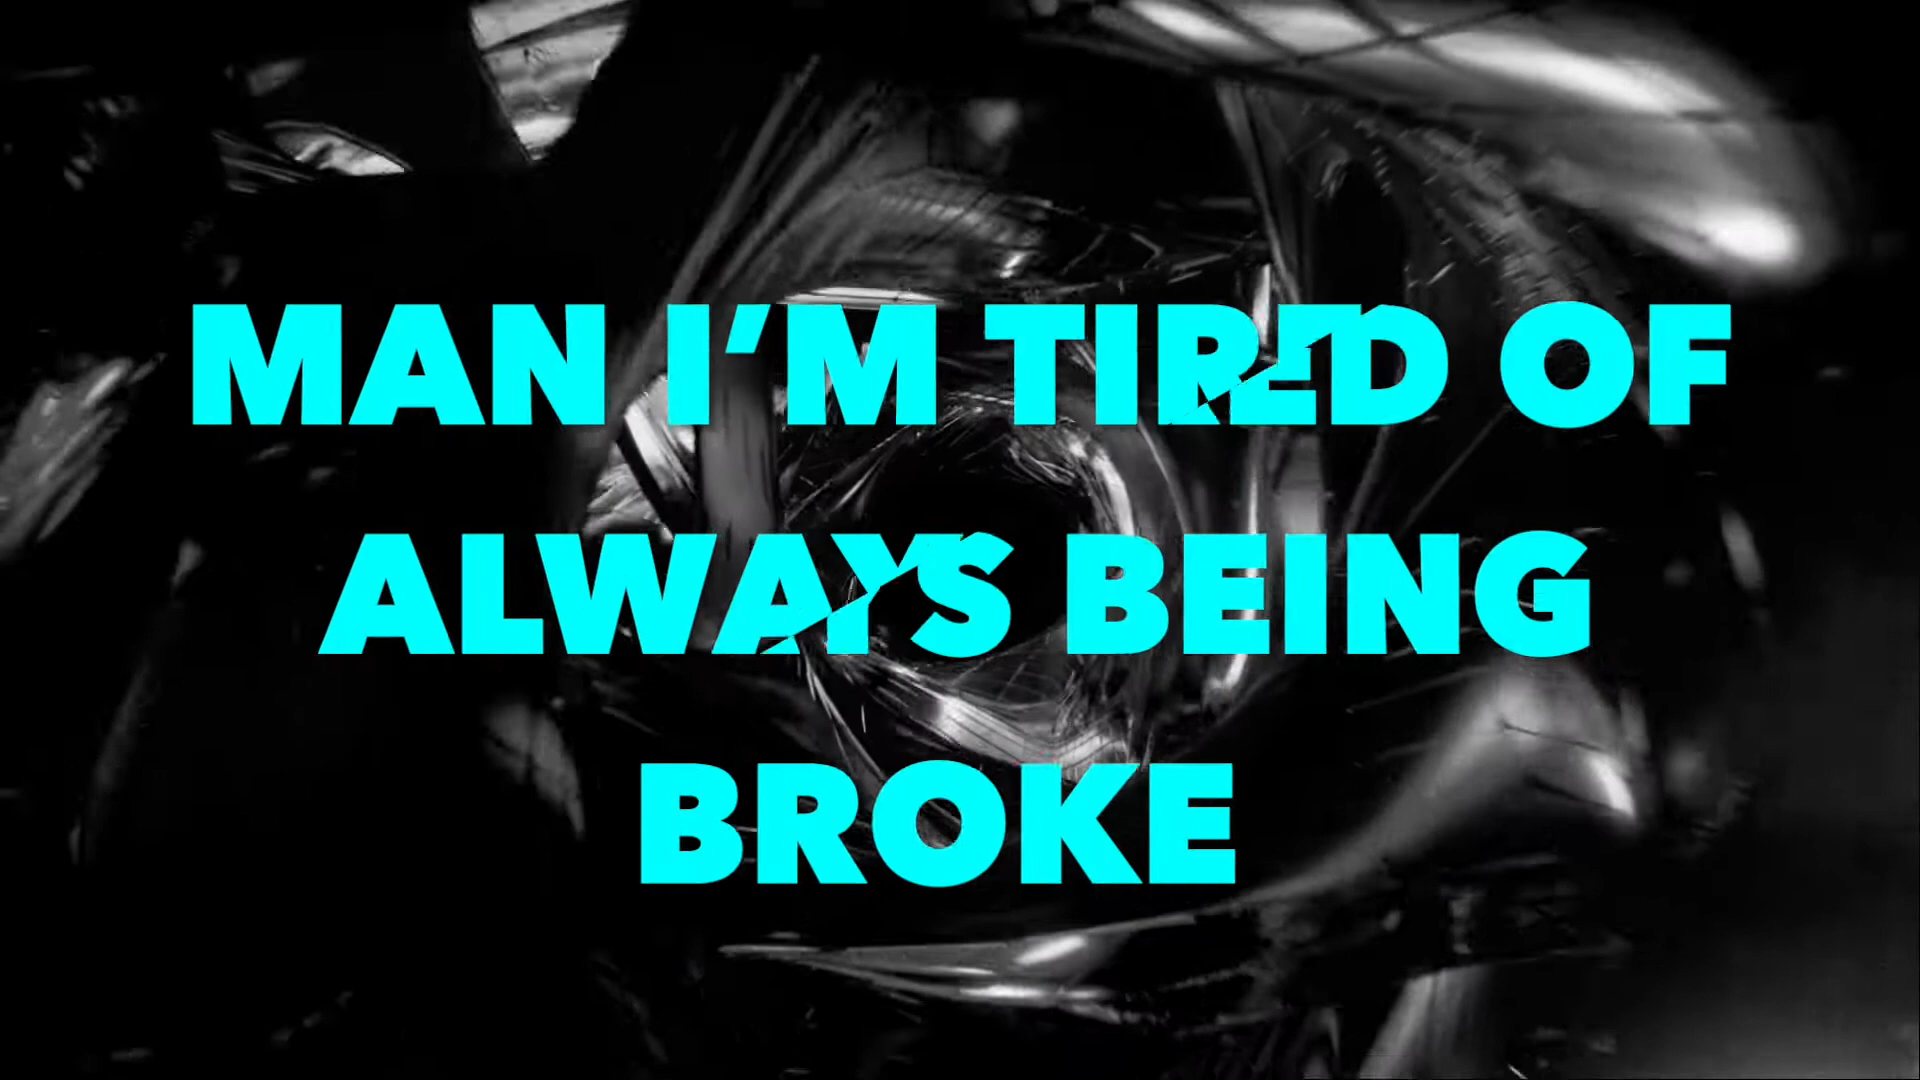 MAN I’M TIRED OF
ALWAYS BEING
BROKE